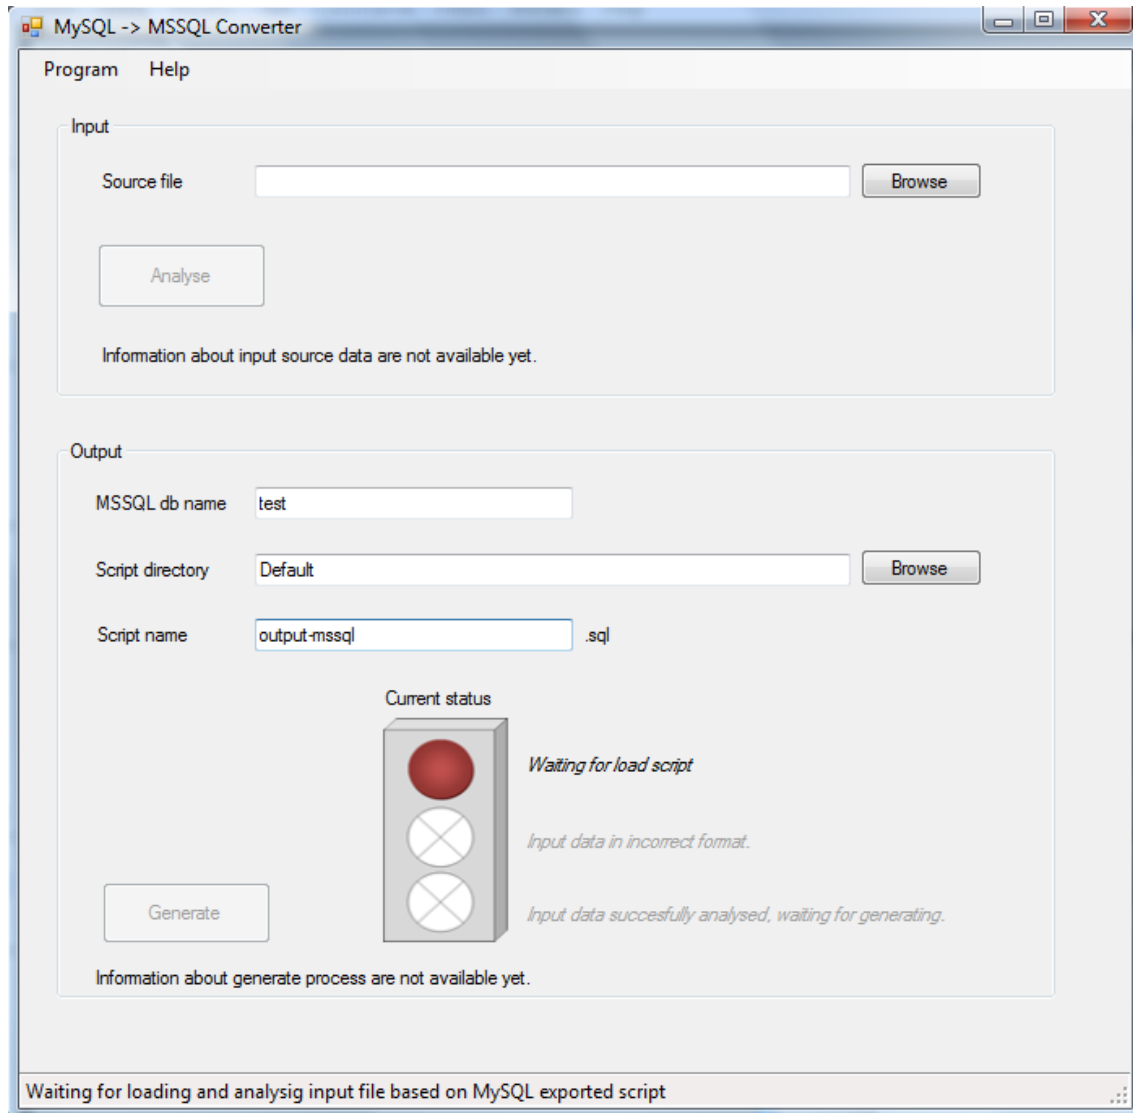 MySQL -> MSSQL Converter
Program Help
Input
Source file Browse
Analyse
Information about input source data are not available yet.
Output
MSSQL db name test
Script directory Default Browse
Script name output-mssql .sql
Current status
Waiting for load script
Input data in incorrect format.
Generate Input data succesfully analysed, waiting for generating.
Information about generate process are not available yet.
Waiting for loading and analysig input file based on MySQL exported script